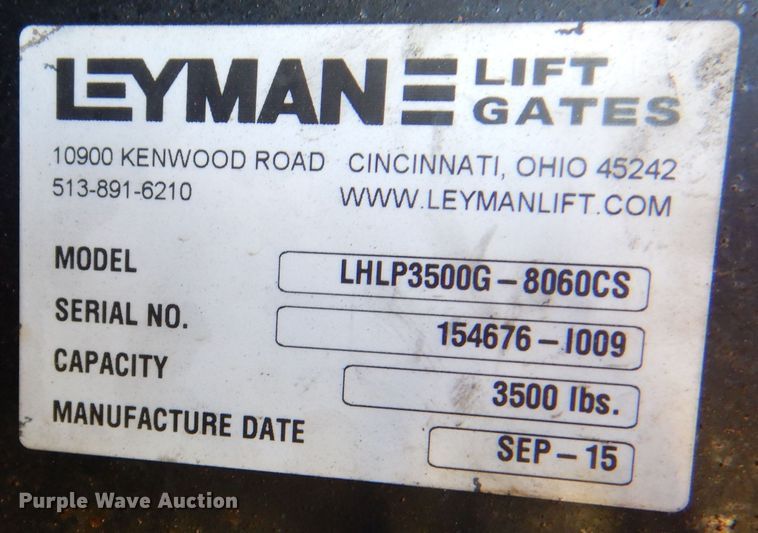 LEYMAN LIFT GATES
10900 KENWOOD ROAD CINCINNATI, OHIO 45242
513-891-6210 WWW.LEYMANLIFT.COM
MODEL LHLP3500G-8060CS
SERIAL NO. 154676-I009
CAPACITY 3500 lbs.
MANUFACTURE DATE SEP-15
Purple Wave Auction